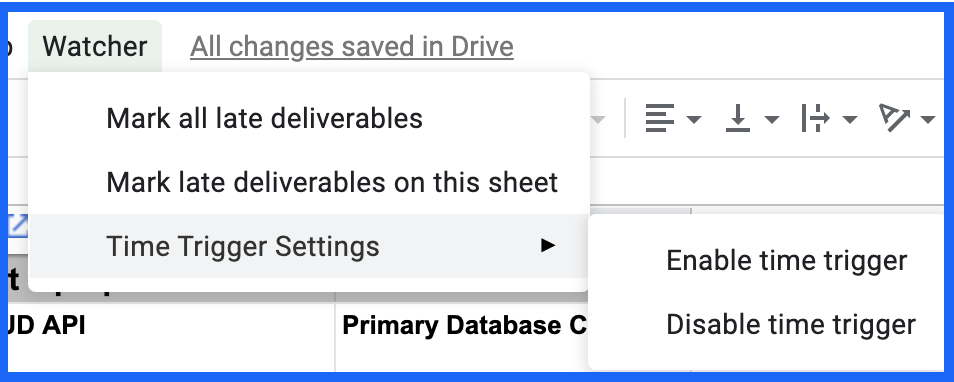 Watcher
All changes saved in Drive
Mark all late deliverables
Mark late deliverables on this sheet
Time Trigger Settings
Enable time trigger
Disable time trigger
UD API
Primary Database C